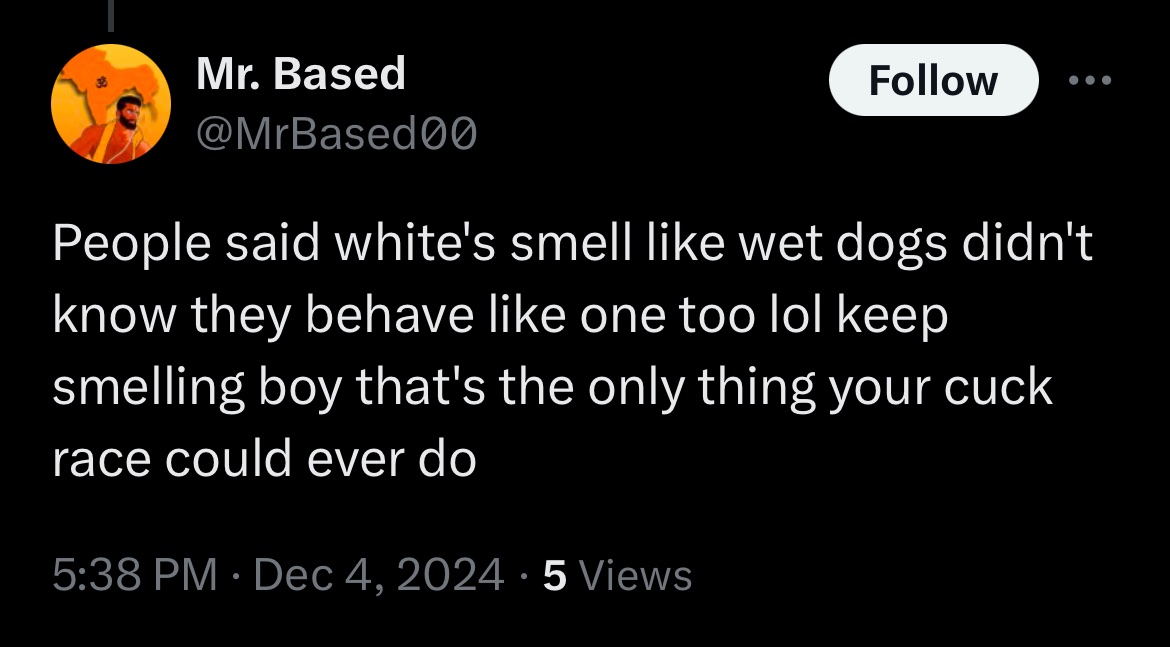 Mr. Based
Follow
@MrBased00
People said white's smell like wet dogs didn't
know they behave like one too lol keep
smelling boy that's the only thing your cuck
race could ever do
5:38 PM · Dec 4, 2024 · 5 Views